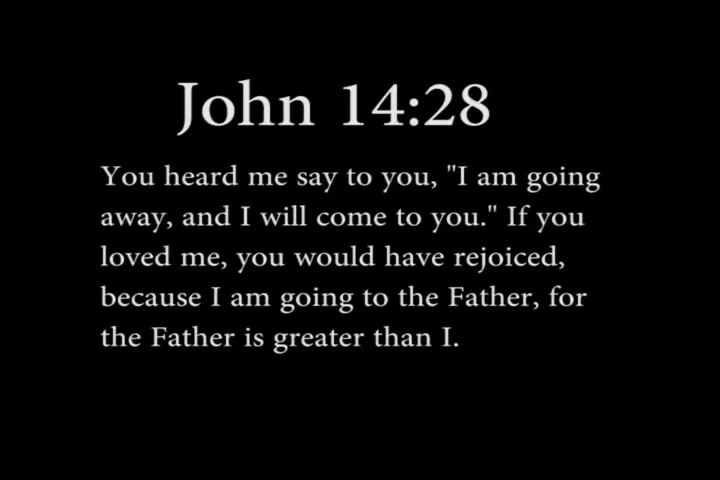 John 14:28
You heard me say to you, "I am going
away, and I will come to you." If you
loved me, you would have rejoiced,
because I am going to the Father, for
the Father is greater than I.